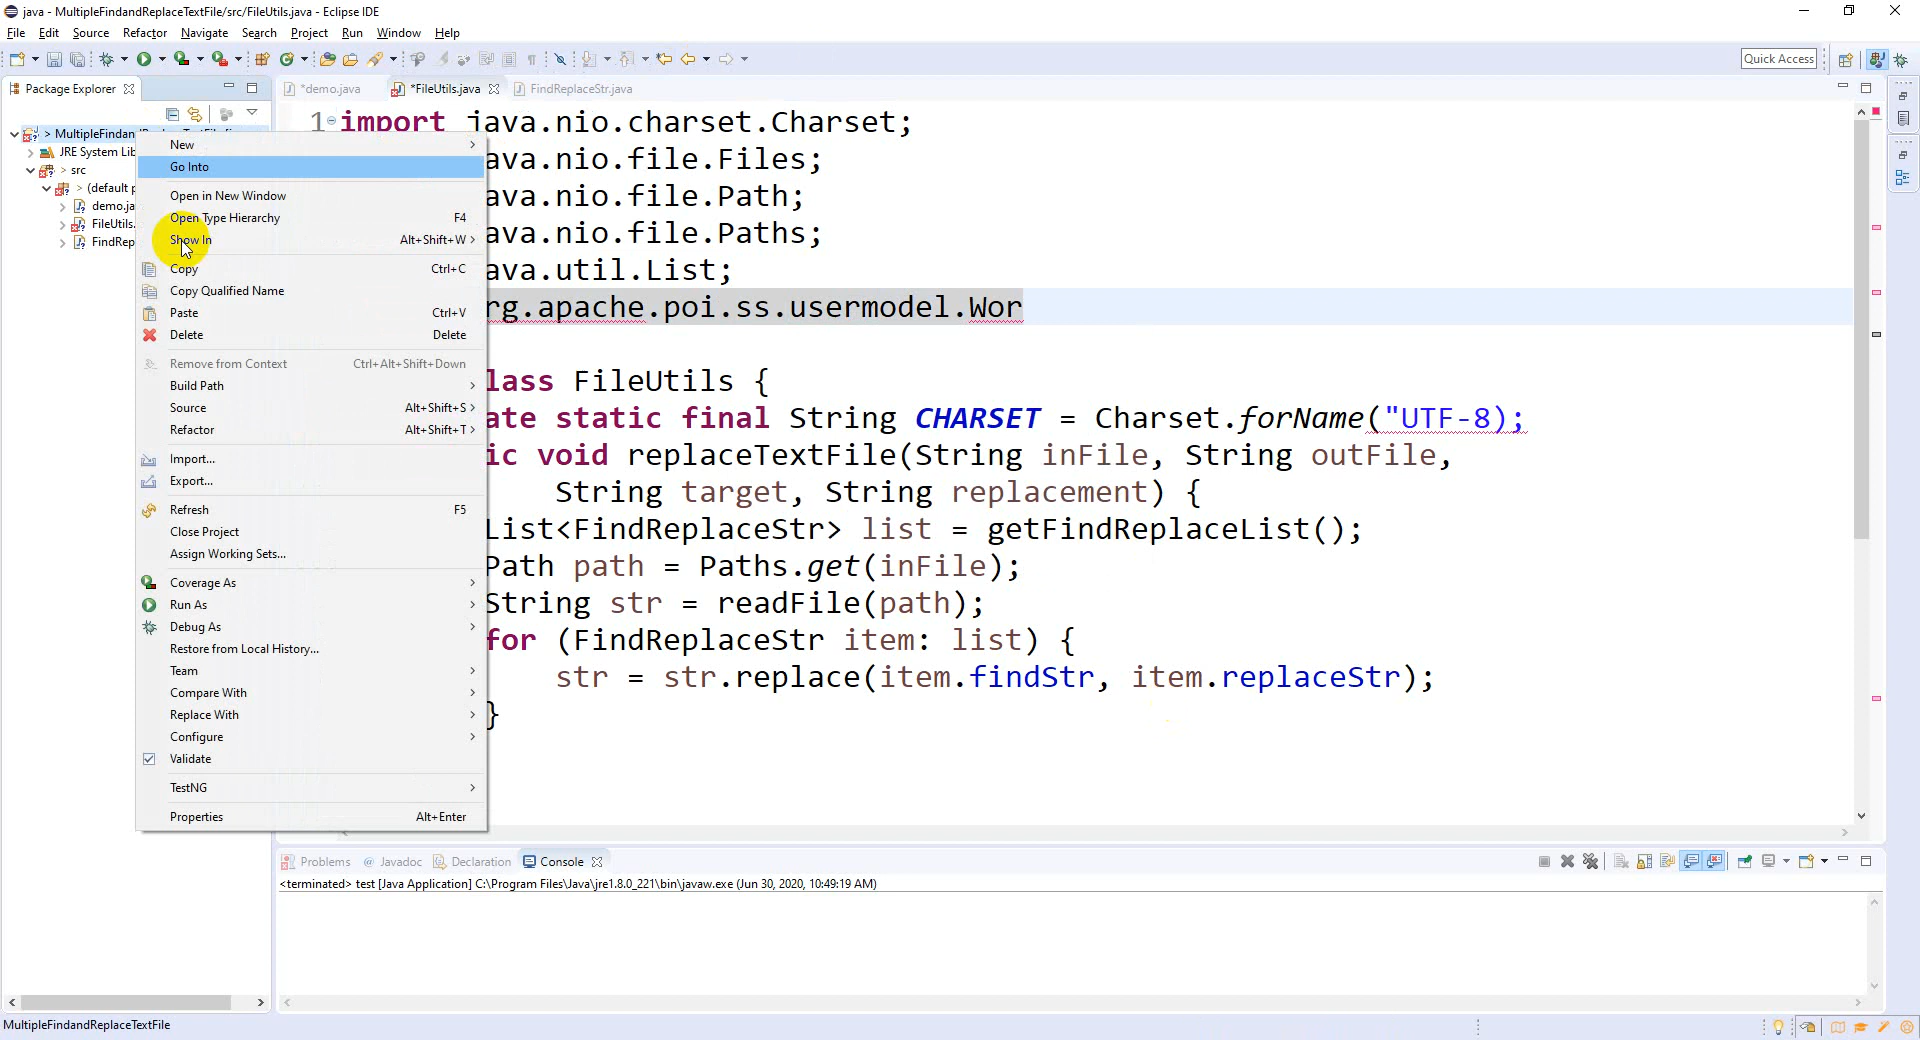 java - MultipleFindandReplaceTextFile/src/FileUtils.java - Eclipse IDE
File Edit Source Refactor Navigate Search Project Run Window Help
Quick Access
Package Explorer
*demo.java *FileUtils.java FindReplaceStr.java
> MultipleFindan
JRE System Lib
> src
> (default p
demo.ja
FileUtils.
FindRep
New
Go Into
Open in New Window
Open Type Hierarchy F4
Show In Alt+Shift+W
Copy Ctrl+C
Copy Qualified Name
Paste Ctrl+V
Delete Delete
Remove from Context Ctrl+Alt+Shift+Down
Build Path
Source Alt+Shift+S
Refactor Alt+Shift+T
Import...
Export...
Refresh F5
Close Project
Assign Working Sets...
Coverage As
Run As
Debug As
Restore from Local History...
Team
Compare With
Replace With
Configure
Validate
TestNG
Properties Alt+Enter
1 import java.nio.charset.Charset;
ava.nio.file.Files;
ava.nio.file.Path;
ava.nio.file.Paths;
ava.util.List;
rg.apache.poi.ss.usermodel.Wor
lass FileUtils {
ate static final String CHARSET = Charset.forName("UTF-8);
ic void replaceTextFile(String inFile, String outFile,
String target, String replacement) {
List<FindReplaceStr> list = getFindReplaceList();
Path path = Paths.get(inFile);
String str = readFile(path);
for (FindReplaceStr item: list) {
str = str.replace(item.findStr, item.replaceStr);
}
Problems Javadoc Declaration Console
<terminated> test [Java Application] C:\Program Files\Java\jre1.8.0_221\bin\javaw.exe (Jun 30, 2020, 10:49:19 AM)
MultipleFindandReplaceTextFile